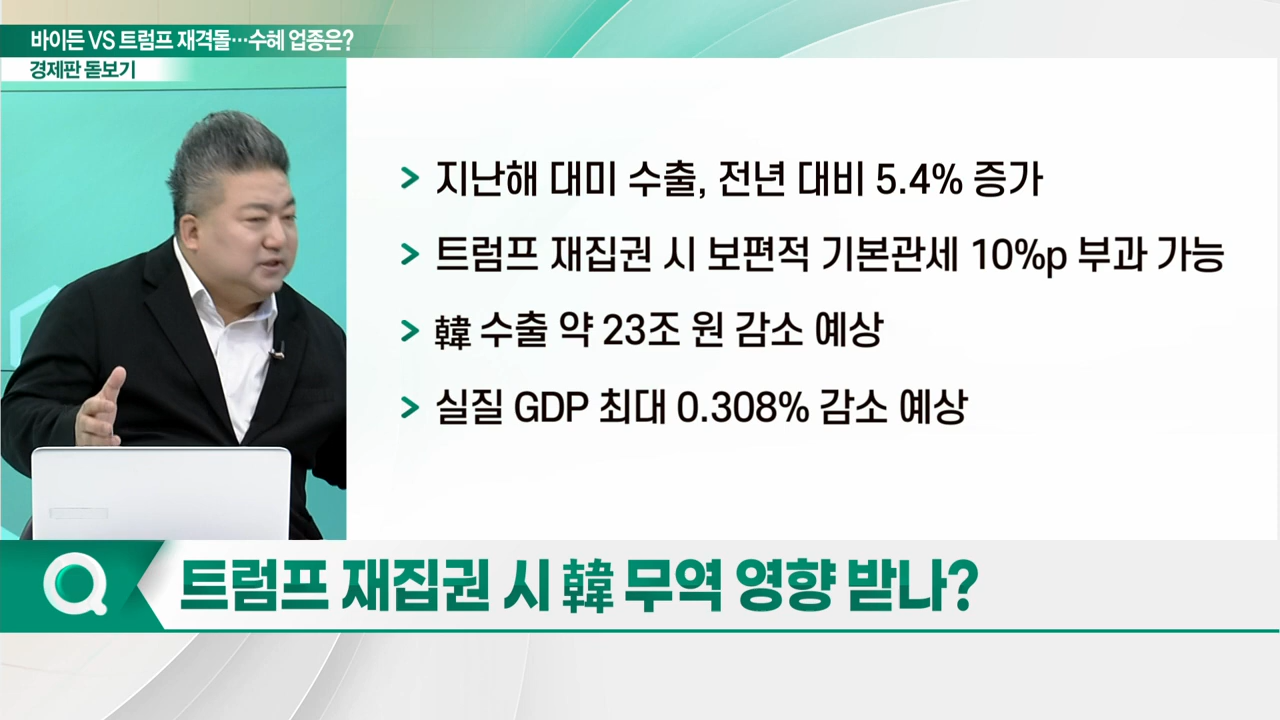 바이든 VS 트럼프 재격돌…수혜 업종은?
경제판 돋보기
> 지난해 대미 수출, 전년 대비 5.4% 증가
> 트럼프 재집권 시 보편적 기본관세 10%p 부과 가능
> 韓 수출 약 23조 원 감소 예상
> 실질 GDP 최대 0.308% 감소 예상
Q 트럼프 재집권 시 韓 무역 영향 받나?